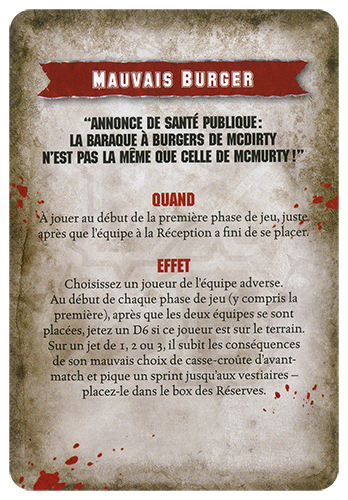 MAUVAIS BURGER
“ANNONCE DE SANTÉ PUBLIQUE :
LA BARAQUE À BURGERS DE MCDIRTY
N’EST PAS LA MÊME QUE CELLE DE MCMURTY !”
QUAND
À jouer au début de la première phase de jeu, juste
après que l’équipe à la Réception a fini de se placer.
EFFET
Choisissez un joueur de l’équipe adverse.
Au début de chaque phase de jeu (y compris la
première), après que les deux équipes se sont
placées, jetez un D6 si ce joueur est sur le terrain.
Sur un jet de 1, 2 ou 3, il subit les conséquences
de son mauvais choix de casse-croûte d’avant-
match et pique un sprint jusqu’aux vestiaires –
placez-le dans le box des Réserves.